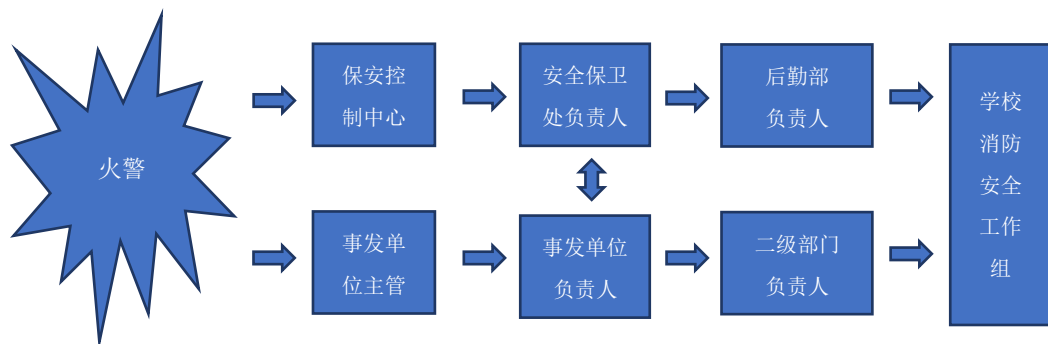 火警
保安控
制中心
安全保卫
处负责人
后勤部
负责人
事发单
位主管
事发单位
负责人
二级部门
负责人
学校
消防
安全
工作
组